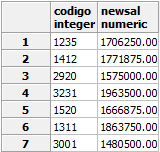 codigo newsal
integer numeric
1 1235 1706250.00
2 1412 1771875.00
3 2920 1575000.00
4 3231 1963500.00
5 1520 1666875.00
6 1311 1863750.00
7 3001 1480500.00